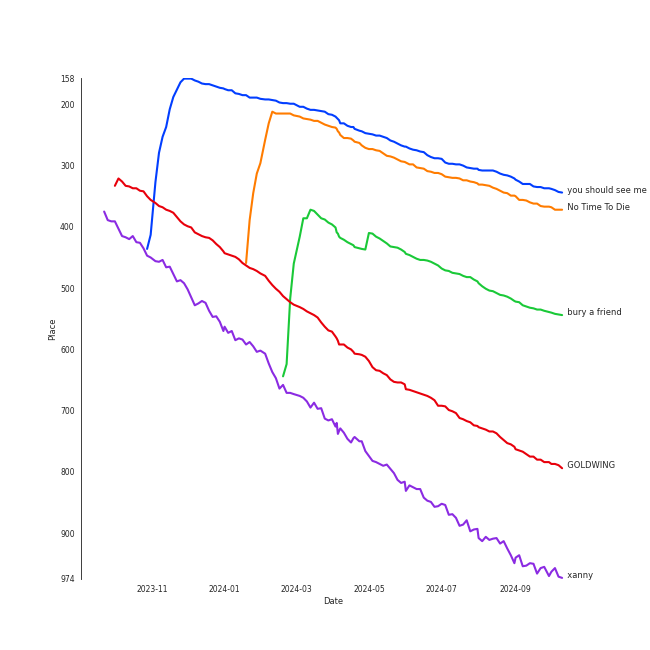 158
200
300
400
500
600
700
800
900
974
Place
2023-11
2024-01
2024-03
2024-05
2024-07
2024-09
Date
you should see me
No Time To Die
bury a friend
GOLDWING
xanny